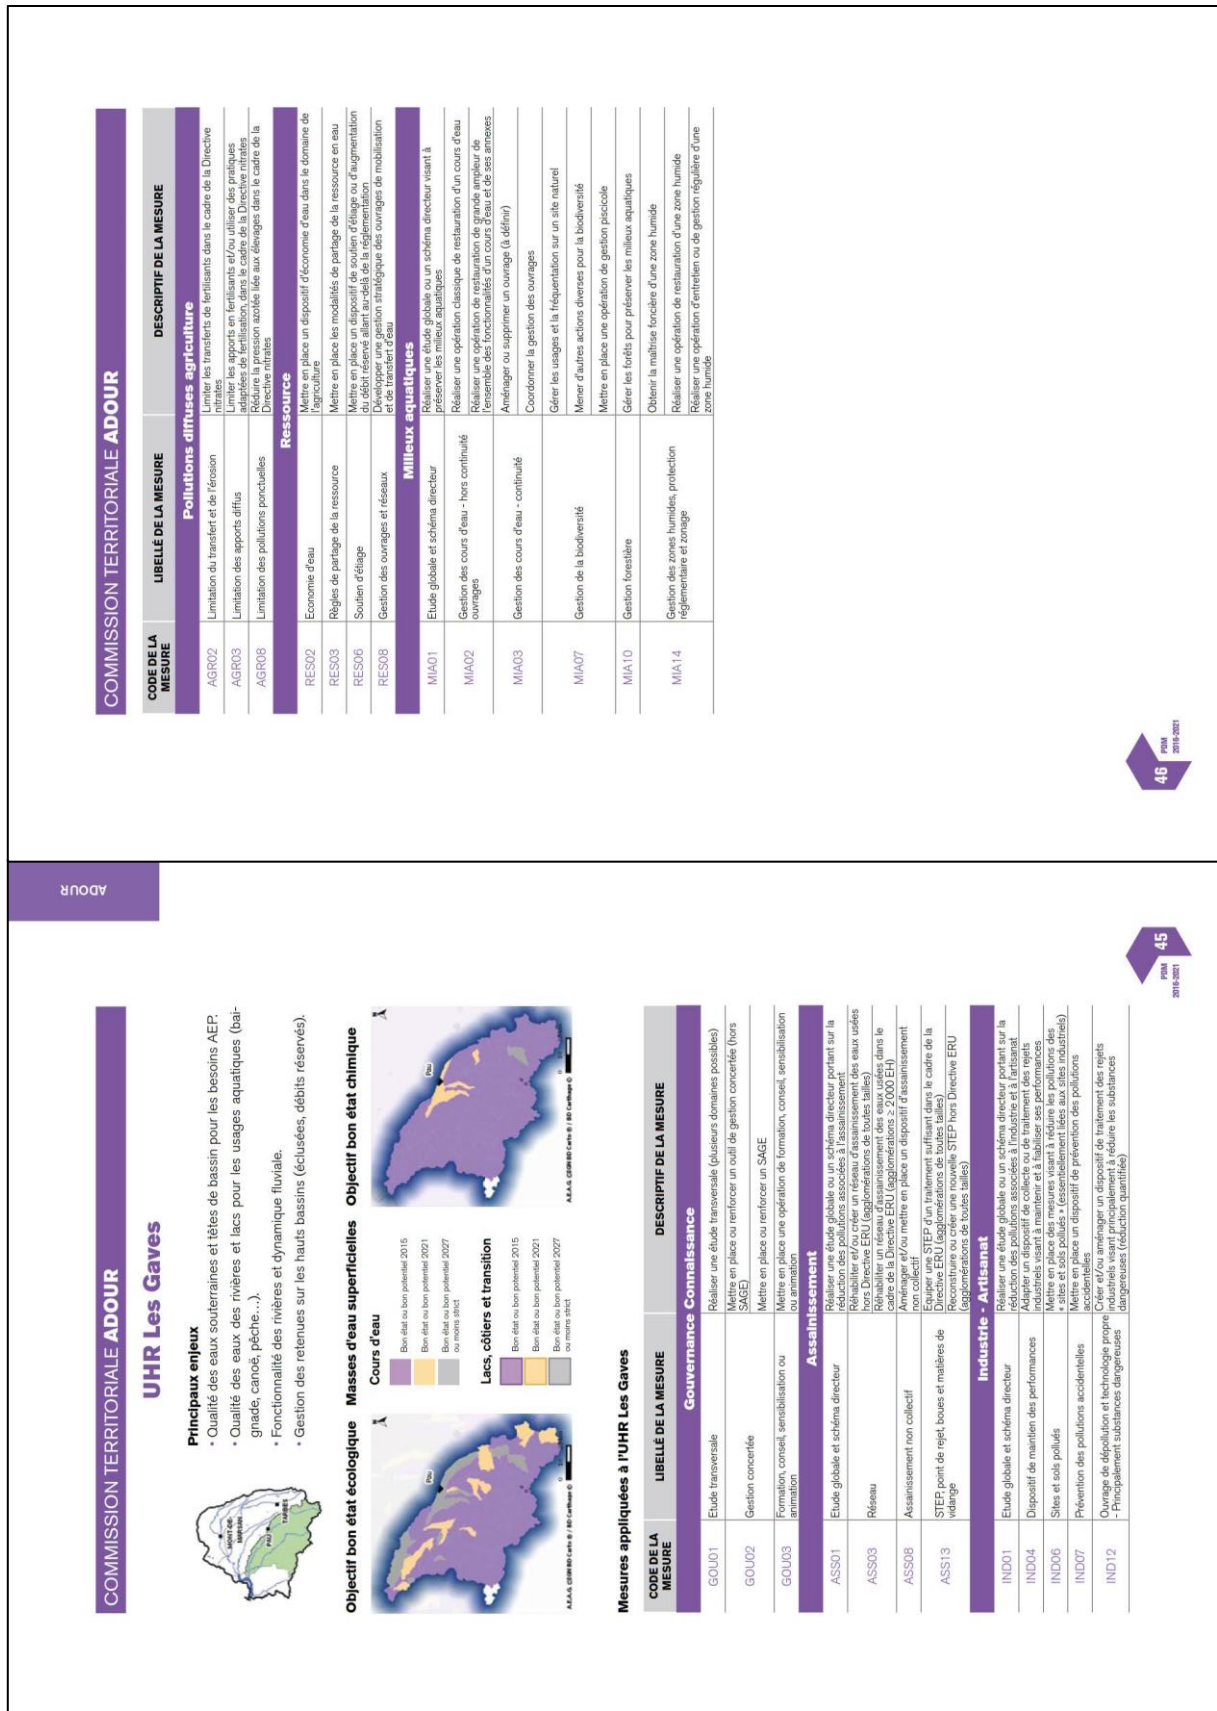 COMMISSION TERRITORIALE ADOUR
ADOUR
UHR Les Gaves
MONT-DE-MARSAN
PAU
TARBES
Principaux enjeux
• Qualité des eaux souterraines et têtes de bassin pour les besoins AEP.
• Qualité des eaux des rivières et lacs pour les usages aquatiques (bai-
gnade, canoë, pêche…).
• Fonctionnalité des rivières et dynamique fluviale.
• Gestion des retenues sur les hauts bassins (éclusées, débits réservés).
Objectif bon état écologique
Pau
A.E.A.G. ©IGN BD Carto ® / BD Carthage ©
Masses d'eau superficielles
Cours d'eau
Bon état ou bon potentiel 2015
Bon état ou bon potentiel 2021
Bon état ou bon potentiel 2027
ou moins strict
Lacs, côtiers et transition
Bon état ou bon potentiel 2015
Bon état ou bon potentiel 2021
Bon état ou bon potentiel 2027
ou moins strict
Objectif bon état chimique
Pau
A.E.A.G. ©IGN BD Carto ® / BD Carthage ©
Mesures appliquées à l'UHR Les Gaves
CODE DE LA MESURE LIBELLÉ DE LA MESURE DESCRIPTIF DE LA MESURE
Gouvernance Connaissance
GOU01 Etude transversale Réaliser une étude transversale (plusieurs domaines possibles)
GOU02 Gestion concertée Mettre en place ou renforcer un outil de gestion concertée (hors
SAGE)
Mettre en place ou renforcer un SAGE
GOU03 Formation, conseil, sensibilisation ou animation Mettre en place une opération de formation, conseil, sensibilisation
ou animation
Assainissement
ASS01 Etude globale et schéma directeur Réaliser une étude globale ou un schéma directeur portant sur la
réduction des pollutions associées à l'assainissement
ASS03 Réseau Réhabiliter et/ou créer un réseau d'assainissement des eaux usées
hors Directive ERU (agglomérations de toutes tailles)
Réhabiliter un réseau d'assainissement des eaux usées dans le
cadre de la Directive ERU (agglomérations ≥ 2000 EH)
ASS08 Assainissement non collectif Aménager et/ou mettre en place un dispositif d'assainissement
non collectif
ASS13 STEP, point de rejet, boues et matières de vidange Equiper une STEP d'un traitement suffisant dans le cadre de la
Directive ERU (agglomérations de toutes tailles)
Reconstruire ou créer une nouvelle STEP hors Directive ERU
(agglomérations de toutes tailles)
Industrie - Artisanat
IND01 Etude globale et schéma directeur Réaliser une étude globale ou un schéma directeur portant sur la
réduction des pollutions associées à l'industrie et à l'artisanat
IND04 Dispositif de maintien des performances Adapter un dispositif de collecte ou de traitement des rejets
industriels visant à maintenir et à fiabiliser ses performances
IND06 Sites et sols pollués Mettre en place des mesures visant à réduire les pollutions des
« sites et sols pollués » (essentiellement liées aux sites industriels)
IND07 Prévention des pollutions accidentelles Mettre en place un dispositif de prévention des pollutions
accidentelles
IND12 Ouvrage de dépollution et technologie propre - Principalement substances dangereuses Créer et/ou aménager un dispositif de traitement des rejets
industriels visant principalement à réduire les substances
dangereuses (réduction quantifiée)
PDM
2016-2021
45
COMMISSION TERRITORIALE ADOUR
CODE DE LA MESURE LIBELLÉ DE LA MESURE DESCRIPTIF DE LA MESURE
Pollutions diffuses agriculture
AGR02 Limitation du transfert et de l'érosion Limiter les transferts de fertilisants dans le cadre de la Directive
nitrates
AGR03 Limitation des apports diffus Limiter les apports en fertilisants et/ou utiliser des pratiques
adaptées de fertilisation, dans le cadre de la Directive nitrates
AGR08 Limitation des pollutions ponctuelles Réduire la pression azotée liée aux élevages dans le cadre de la
Directive nitrates
Ressource
RES02 Economie d'eau Mettre en place un dispositif d'économie d'eau dans le domaine de
l'agriculture
RES03 Règles de partage de la ressource Mettre en place les modalités de partage de la ressource en eau
RES06 Soutien d'étiage Mettre en place un dispositif de soutien d'étiage ou d'augmentation
du débit réservé allant au-delà de la réglementation
RES08 Gestion des ouvrages et réseaux Développer une gestion stratégique des ouvrages de mobilisation
et de transfert d'eau
Milieux aquatiques
MIA01 Etude globale et schéma directeur Réaliser une étude globale ou un schéma directeur visant à
préserver les milieux aquatiques
MIA02 Gestion des cours d'eau - hors continuité ouvrages Réaliser une opération classique de restauration d'un cours d'eau
Réaliser une opération de restauration de grande ampleur de
l'ensemble des fonctionnalités d'un cours d'eau et de ses annexes
MIA03 Gestion des cours d'eau - continuité Aménager ou supprimer un ouvrage (à définir)
Coordonner la gestion des ouvrages
MIA07 Gestion de la biodiversité Gérer les usages et la fréquentation sur un site naturel
Mener d'autres actions diverses pour la biodiversité
Mettre en place une opération de gestion piscicole
MIA10 Gestion forestière Gérer les forêts pour préserver les milieux aquatiques
MIA14 Gestion des zones humides, protection réglementaire et zonage Obtenir la maîtrise foncière d'une zone humide
Réaliser une opération de restauration d'une zone humide
Réaliser une opération d'entretien ou de gestion régulière d'une
zone humide
46
PDM
2016-2021